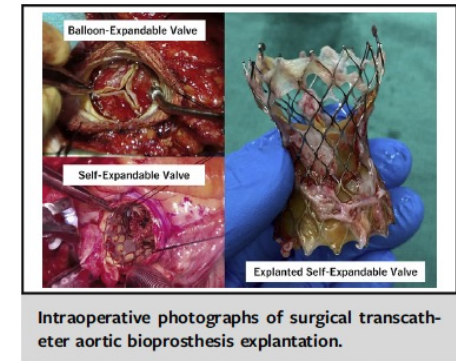 Balloon-Expandable Valve
Self-Expandable Valve
Explanted Self-Expandable Valve
Intraoperative photographs of surgical transcath-
eter aortic bioprosthesis explantation.